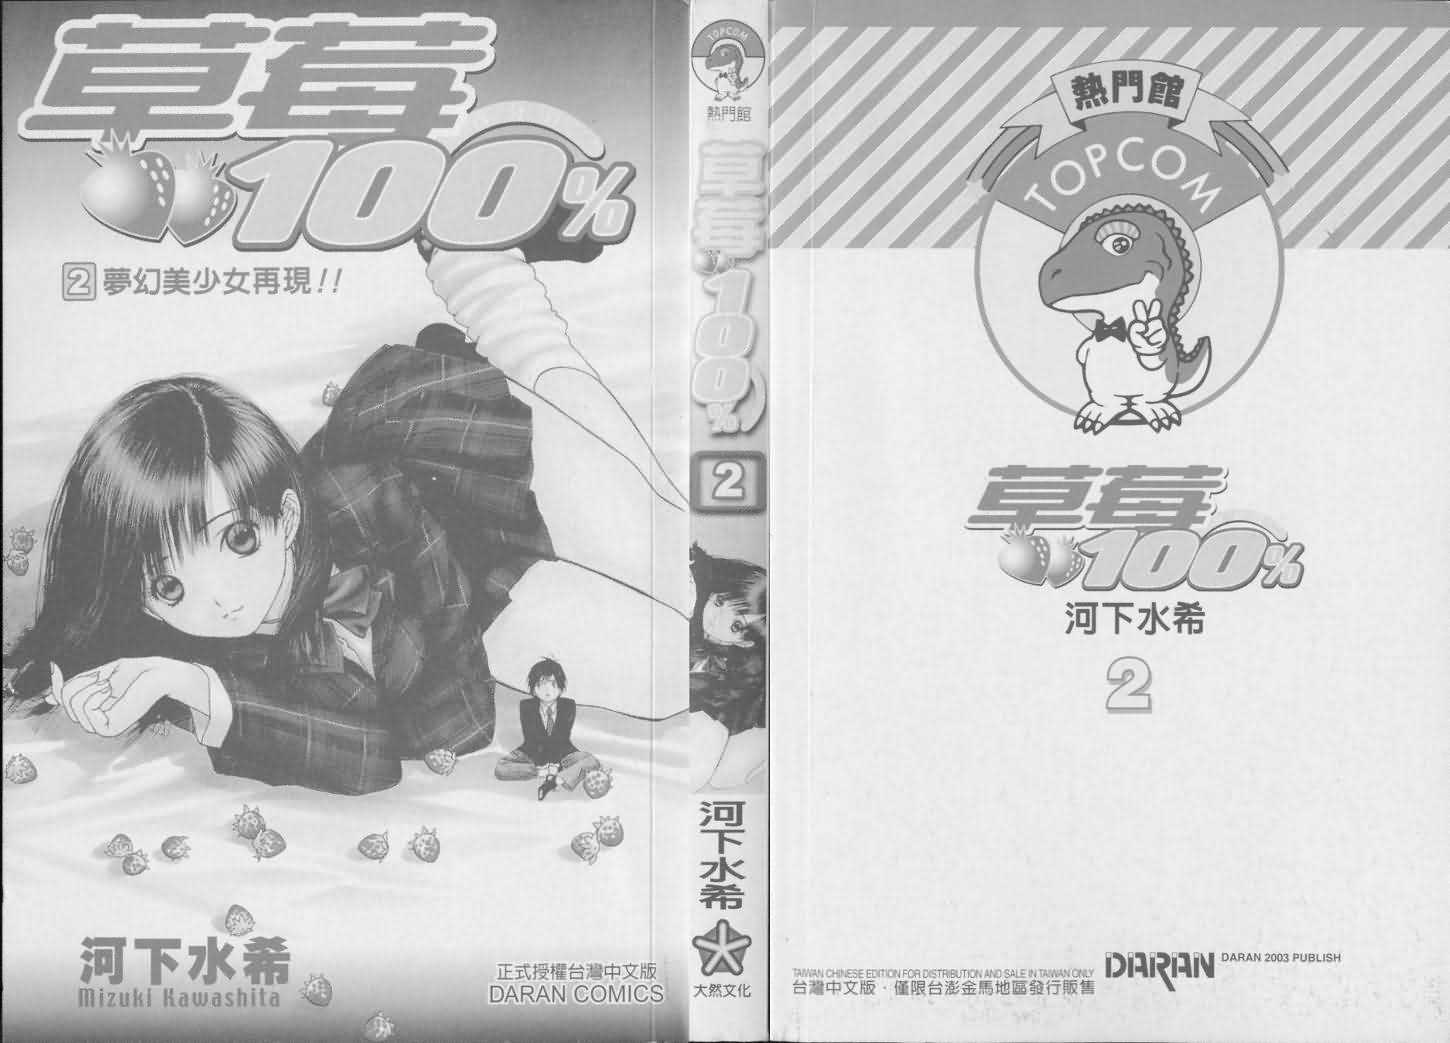 草莓
100%
2 夢幻美少女再現!!
河下水希
Mizuki Kawashita
正式授權台灣中文版
DARAN COMICS
TOPCOM
熱門館
草莓100%
2
河下水希
大然文化
熱門館
TOPCOM
草莓
100%
河下水希
2
TAIWAN CHINESE EDITION FOR DISTRIBUTION AND SALE IN TAIWAN ONLY
台灣中文版·僅限台澎金馬地區發行販售
DARAN DARAN 2003 PUBLISH